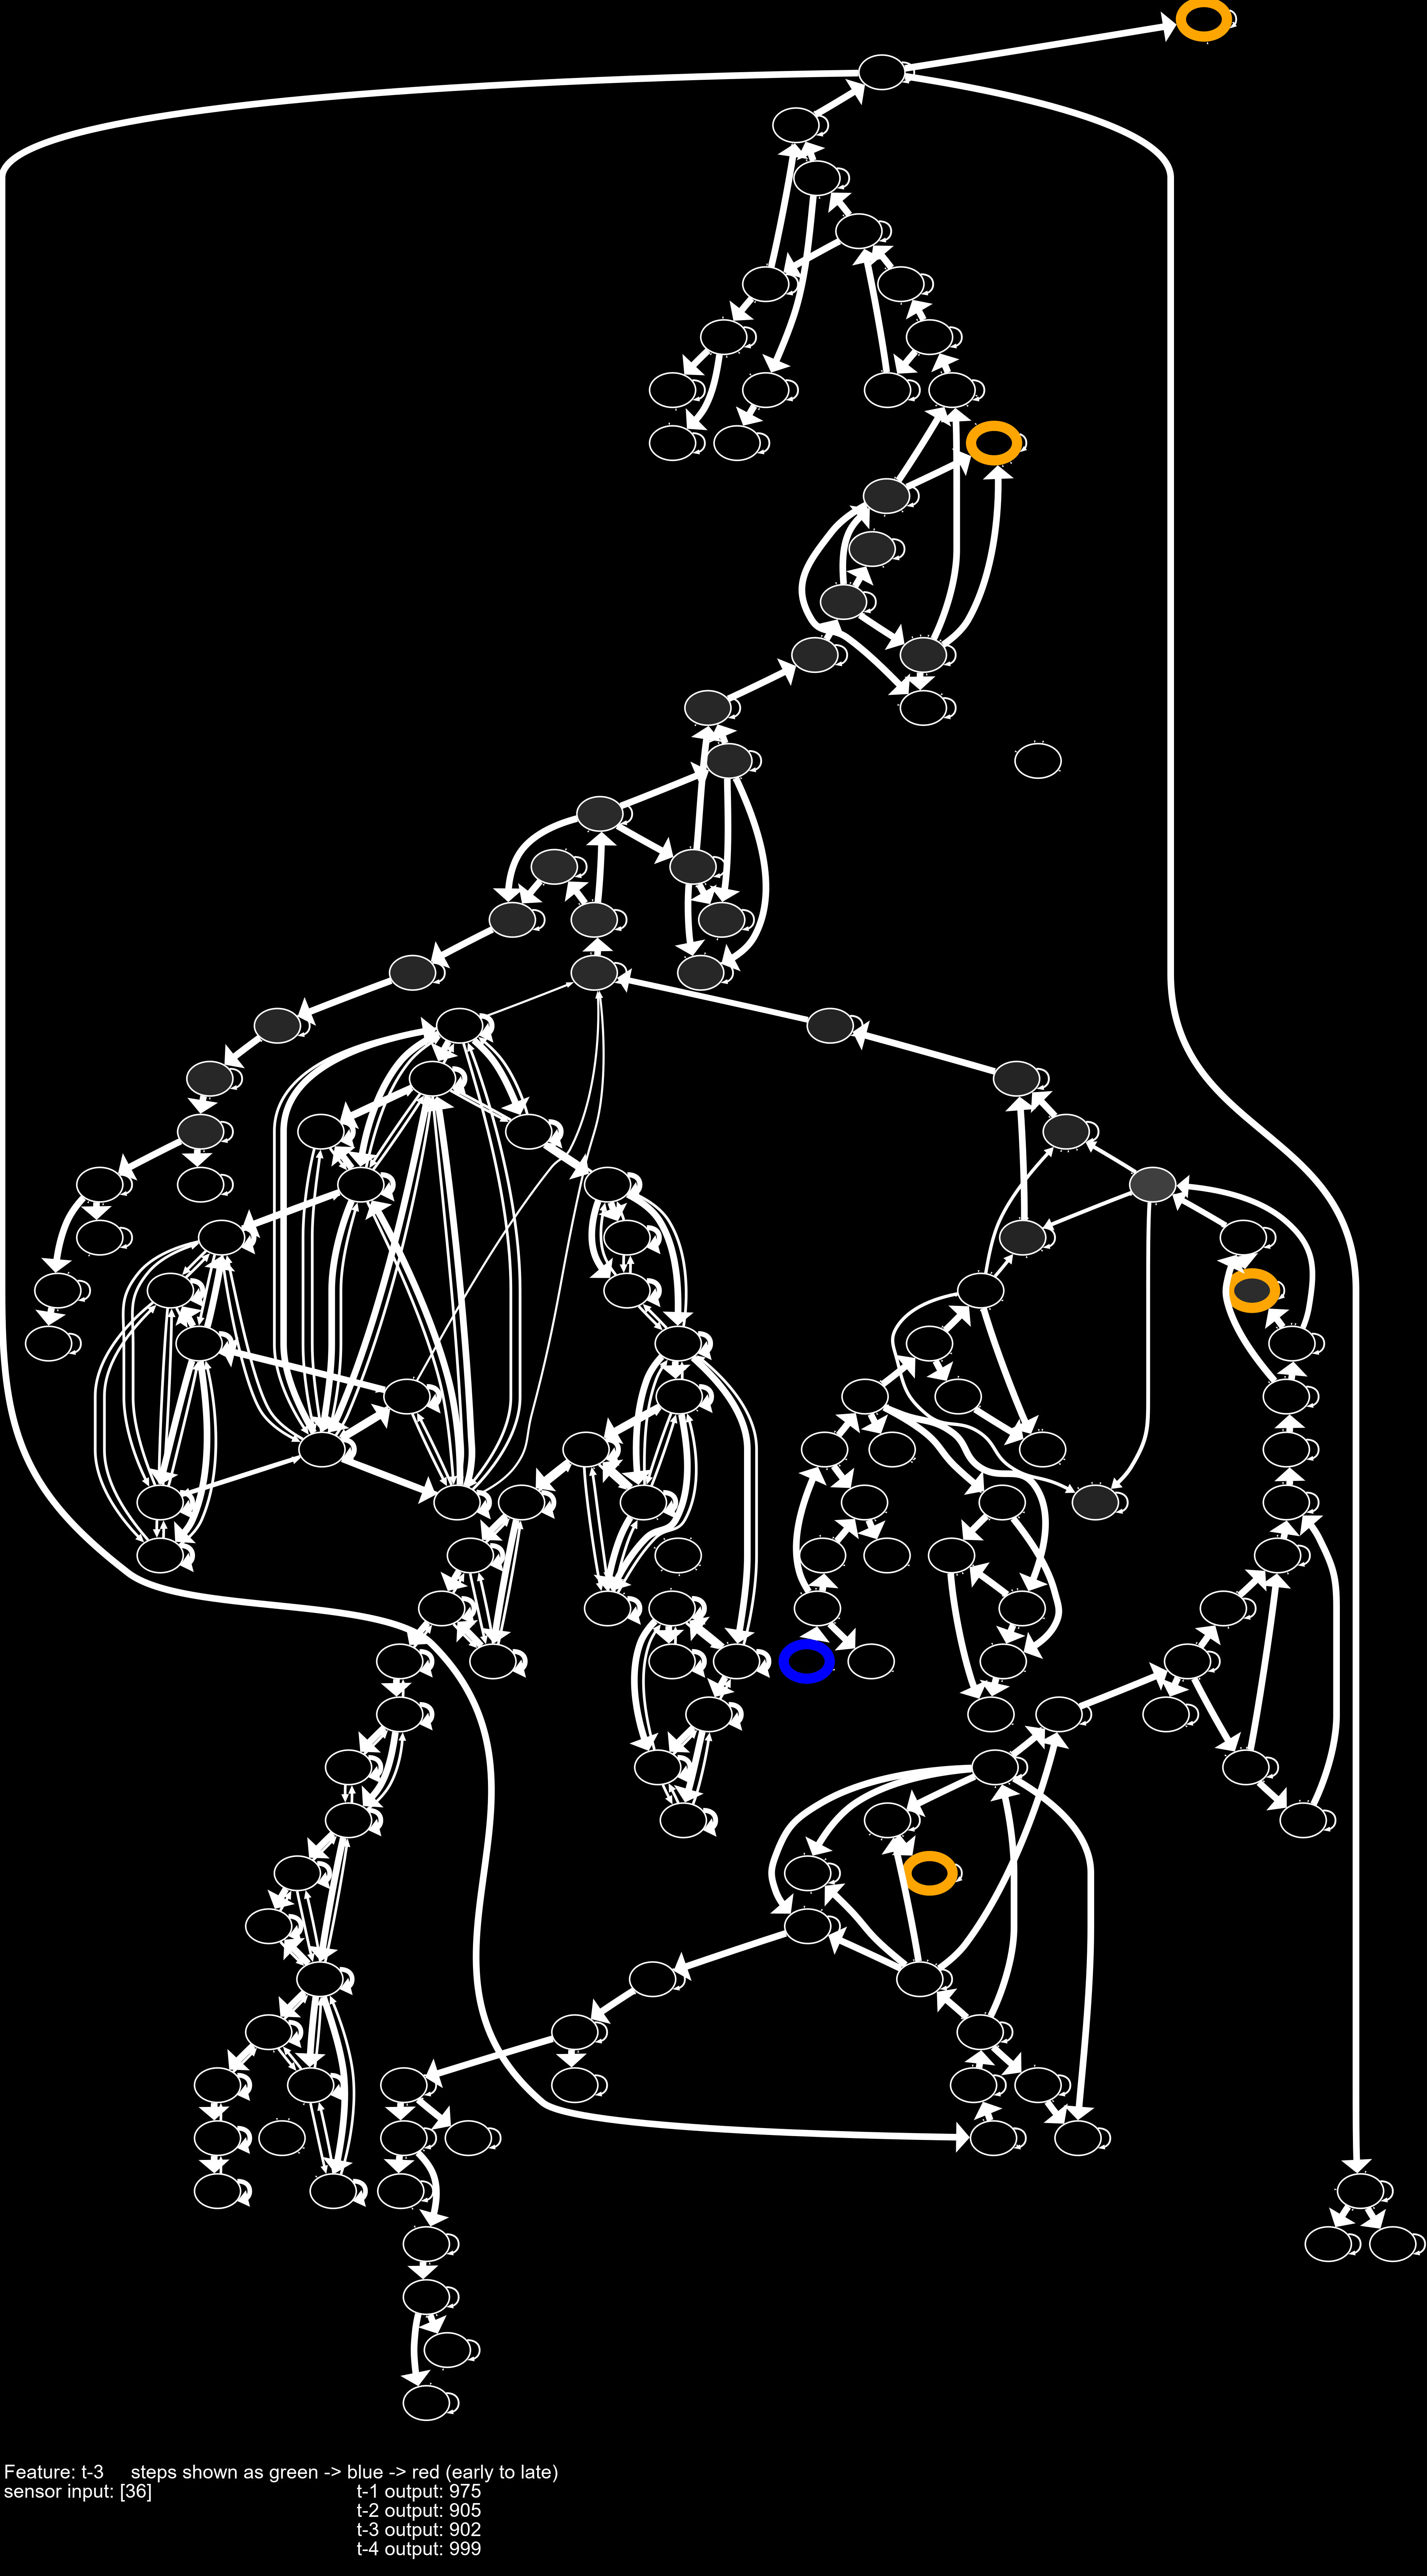 Feature: t-3     steps shown as green -> blue -> red (early to late)
sensor input: [36]
t-1 output: 975
t-2 output: 905
t-3 output: 902
t-4 output: 999